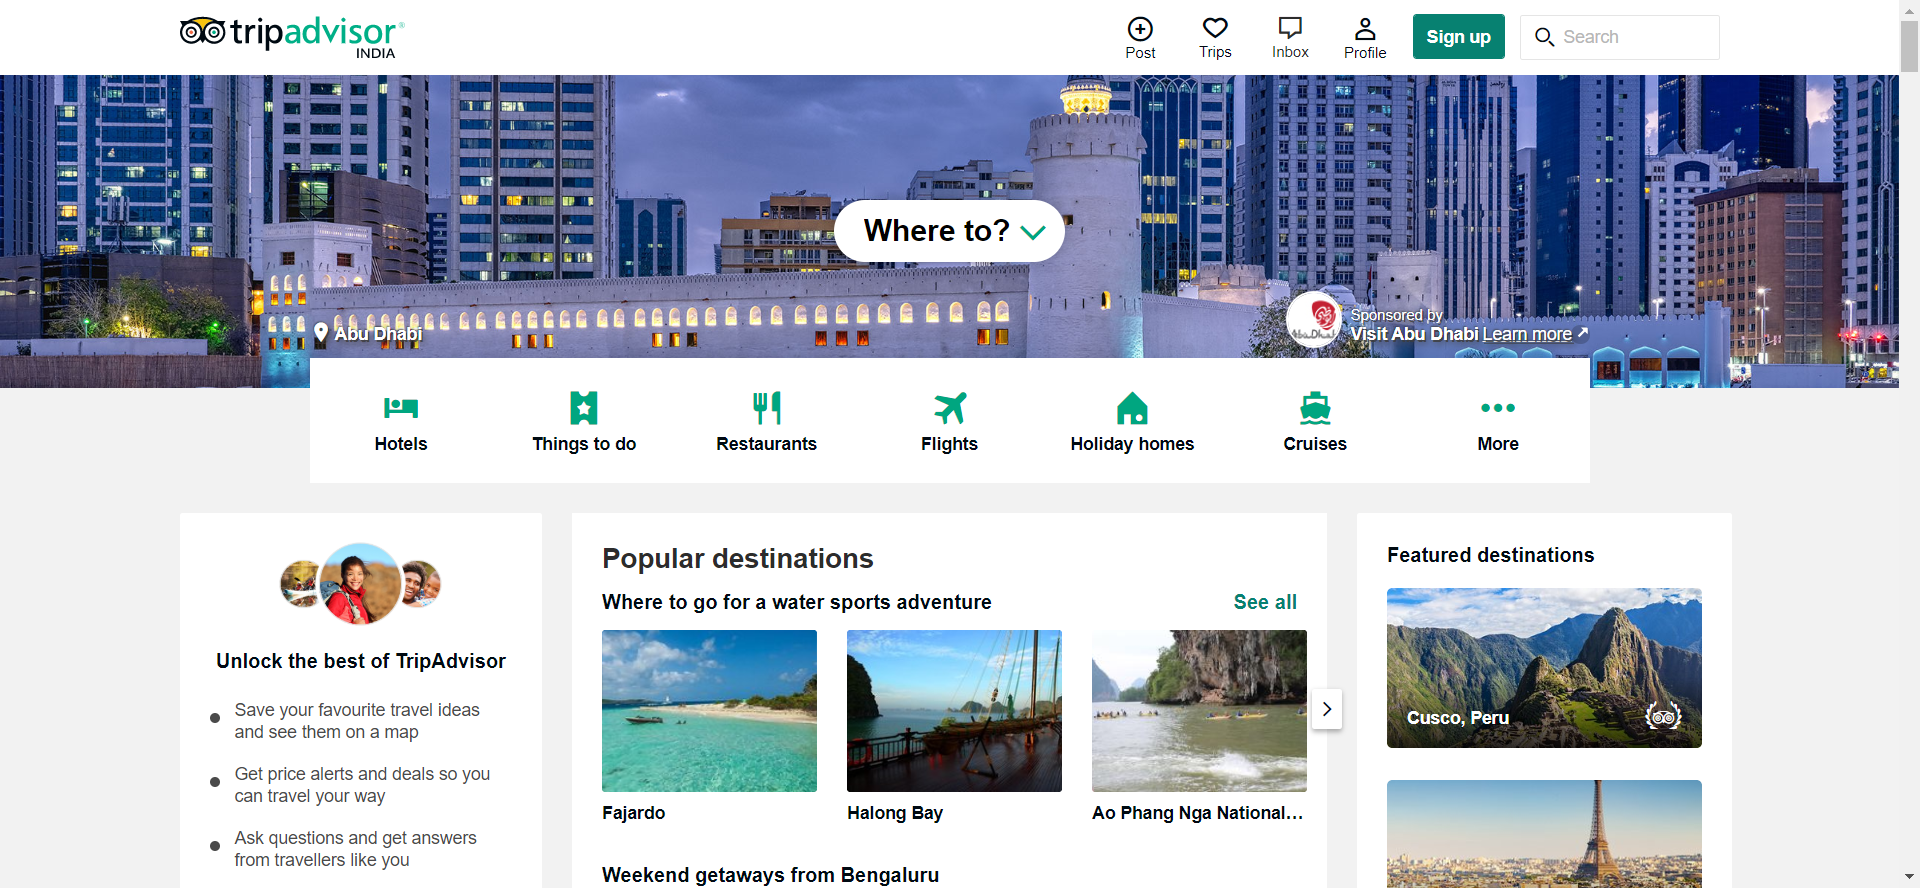 tripadvisor®
INDIA
Post
Trips
Inbox
Profile
Sign up
Search
Where to?
Abu Dhabi
Sponsored by
Visit Abu Dhabi Learn more
Hotels
Things to do
Restaurants
Flights
Holiday homes
Cruises
More
Unlock the best of TripAdvisor
Save your favourite travel ideas
and see them on a map
Get price alerts and deals so you
can travel your way
Ask questions and get answers
from travellers like you
Popular destinations
Where to go for a water sports adventure
See all
Fajardo
Halong Bay
Ao Phang Nga National...
Weekend getaways from Bengaluru
Featured destinations
Cusco, Peru